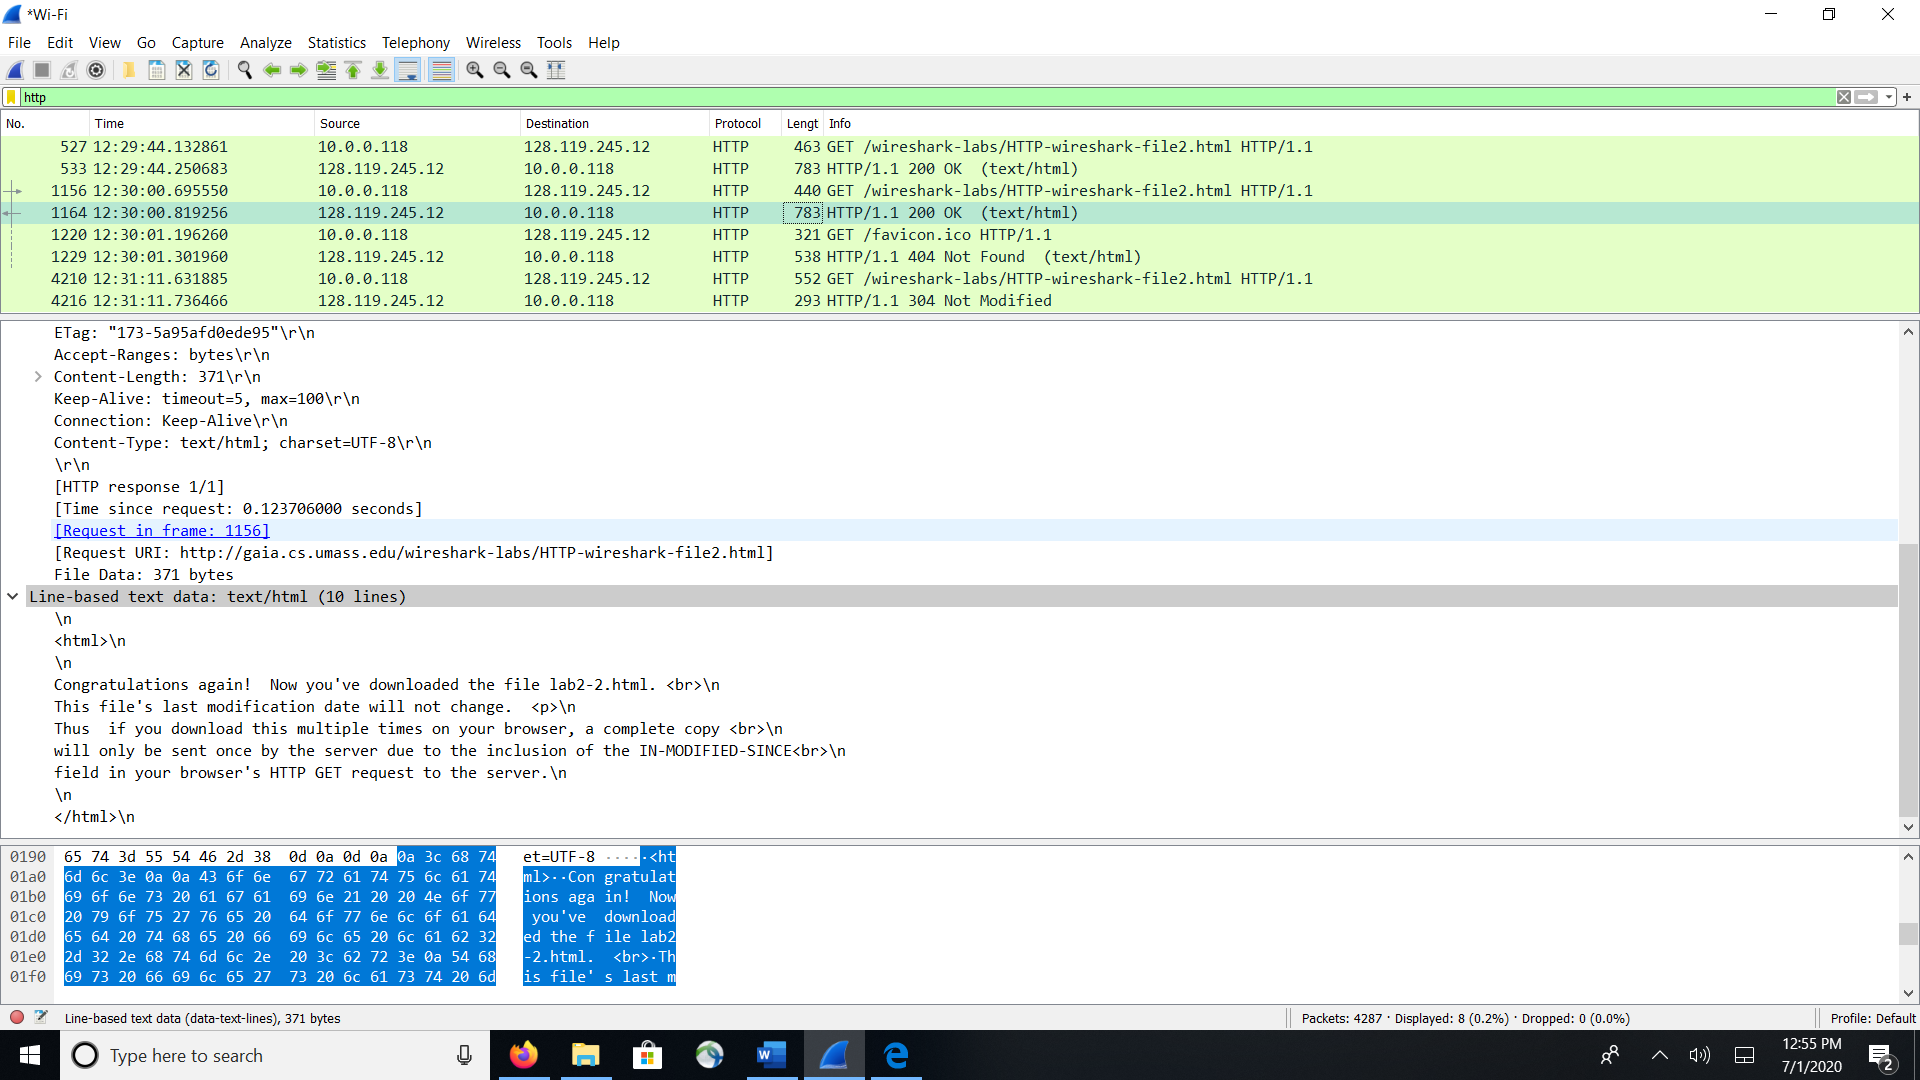 *Wi-Fi
File Edit View Go Capture Analyze Statistics Telephony Wireless Tools Help
http
No. Time Source Destination Protocol Lengt Info
527 12:29:44.132861 10.0.0.118 128.119.245.12 HTTP 463 GET /wireshark-labs/HTTP-wireshark-file2.html HTTP/1.1
533 12:29:44.250683 128.119.245.12 10.0.0.118 HTTP 783 HTTP/1.1 200 OK (text/html)
1156 12:30:00.695550 10.0.0.118 128.119.245.12 HTTP 440 GET /wireshark-labs/HTTP-wireshark-file2.html HTTP/1.1
1164 12:30:00.819256 128.119.245.12 10.0.0.118 HTTP 783 HTTP/1.1 200 OK (text/html)
1220 12:30:01.196260 10.0.0.118 128.119.245.12 HTTP 321 GET /favicon.ico HTTP/1.1
1229 12:30:01.301960 128.119.245.12 10.0.0.118 HTTP 538 HTTP/1.1 404 Not Found (text/html)
4210 12:31:11.631885 10.0.0.118 128.119.245.12 HTTP 552 GET /wireshark-labs/HTTP-wireshark-file2.html HTTP/1.1
4216 12:31:11.736466 128.119.245.12 10.0.0.118 HTTP 293 HTTP/1.1 304 Not Modified
ETag: "173-5a95afd0ede95"\r\n
Accept-Ranges: bytes\r\n
Content-Length: 371\r\n
Keep-Alive: timeout=5, max=100\r\n
Connection: Keep-Alive\r\n
Content-Type: text/html; charset=UTF-8\r\n
\r\n
[HTTP response 1/1]
[Time since request: 0.123706000 seconds]
[Request in frame: 1156]
[Request URI: http://gaia.cs.umass.edu/wireshark-labs/HTTP-wireshark-file2.html]
File Data: 371 bytes
Line-based text data: text/html (10 lines)
\n
<html>\n
\n
Congratulations again!  Now you've downloaded the file lab2-2.html. <br>\n
This file's last modification date will not change.  <p>\n
Thus  if you download this multiple times on your browser, a complete copy <br>\n
will only be sent once by the server due to the inclusion of the IN-MODIFIED-SINCE<br>\n
field in your browser's HTTP GET request to the server.\n
\n
</html>\n
0190 65 74 3d 55 54 46 2d 38 0d 0a 0d 0a 0a 3c 68 74 et=UTF-8 ·····<ht
01a0 6d 6c 3e 0a 0a 43 6f 6e 67 72 61 74 75 6c 61 74 ml>··Con gratulat
01b0 69 6f 6e 73 20 61 67 61 69 6e 21 20 20 4e 6f 77 ions aga in!  Now
01c0 20 79 6f 75 27 76 65 20 64 6f 77 6e 6c 6f 61 64 you've download
01d0 65 64 20 74 68 65 20 66 69 6c 65 20 6c 61 62 32 ed the f ile lab2
01e0 2d 32 2e 68 74 6d 6c 2e 20 3c 62 72 3e 0a 54 68 -2.html. <br>·Th
01f0 69 73 20 66 69 6c 65 27 73 20 6c 61 73 74 20 6d is file' s last m
Line-based text data (data-text-lines), 371 bytes
Packets: 4287 · Displayed: 8 (0.2%) · Dropped: 0 (0.0%)
Profile: Default
Type here to search
12:55 PM
7/1/2020
2